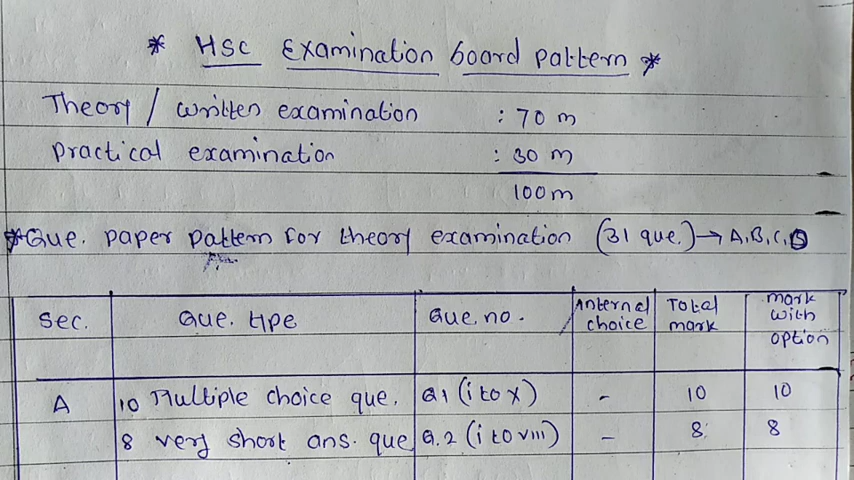 * HSC Examination board pattern *
Theory / written examination : 70 m
Practical examination : 30 m
100 m
* Que. paper pattern for theory examination (31 que.) → A, B, C, D
Sec. Que. type Que. no. Internal choice Total mark mark with option
A 10 Multiple choice que. Q.1 (i to x) - 10 10
8 very short ans. que Q.2 (i to viii) - 8 8